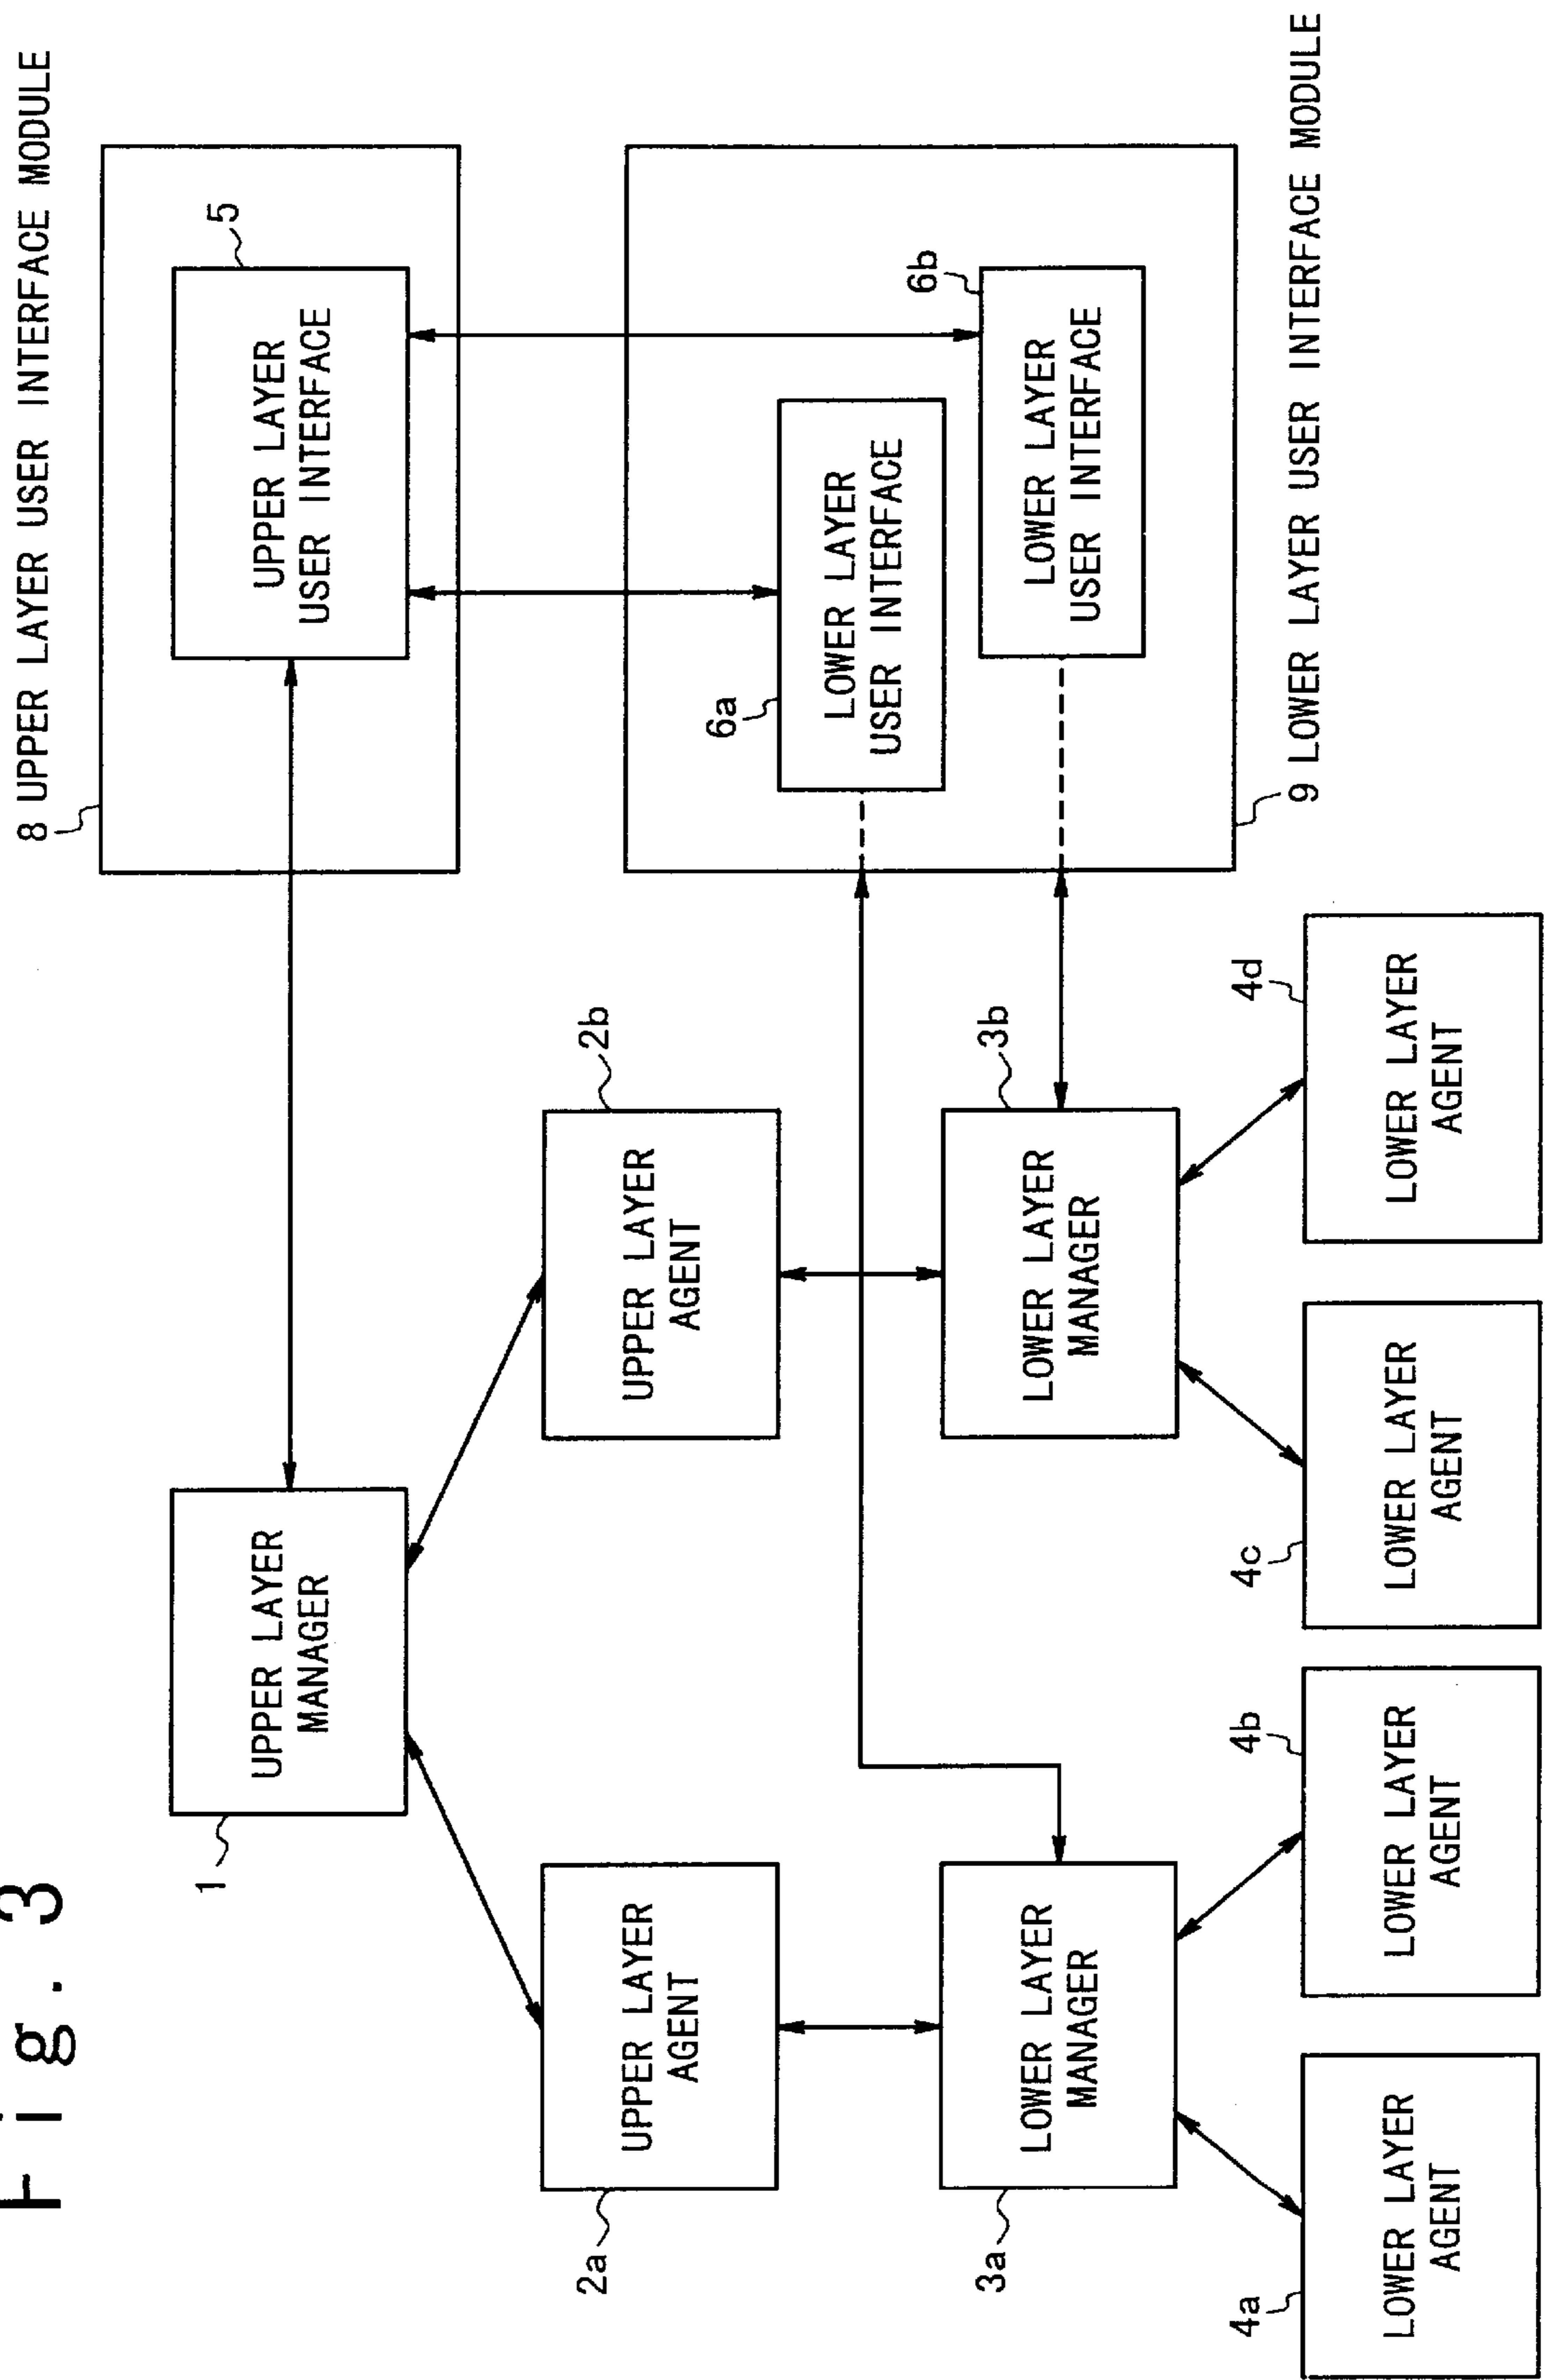 Fig. 3
8 UPPER LAYER USER INTERFACE MODULE
1
UPPER LAYER
MANAGER
5
UPPER LAYER
USER INTERFACE
2a
UPPER LAYER
AGENT
2b
UPPER LAYER
AGENT
6a
LOWER LAYER
USER INTERFACE
6b
LOWER LAYER
USER INTERFACE
3a
LOWER LAYER
MANAGER
3b
LOWER LAYER
MANAGER
9 LOWER LAYER USER INTERFACE MODULE
4a
LOWER LAYER
AGENT
4b
LOWER LAYER
AGENT
4c
LOWER LAYER
AGENT
4d
LOWER LAYER
AGENT